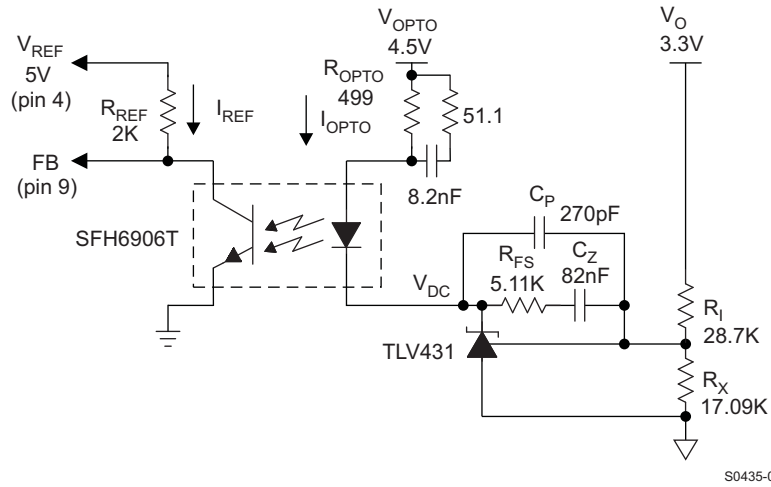 V_REF
5V
(pin 4)
R_REF
2K
I_REF
FB
(pin 9)
SFH6906T
I_OPTO
V_OPTO
4.5V
R_OPTO
499
51.1
8.2nF
V_O
3.3V
C_P
270pF
R_FS
5.11K
C_Z
82nF
V_DC
TLV431
R_I
28.7K
R_X
17.09K
S0435-0